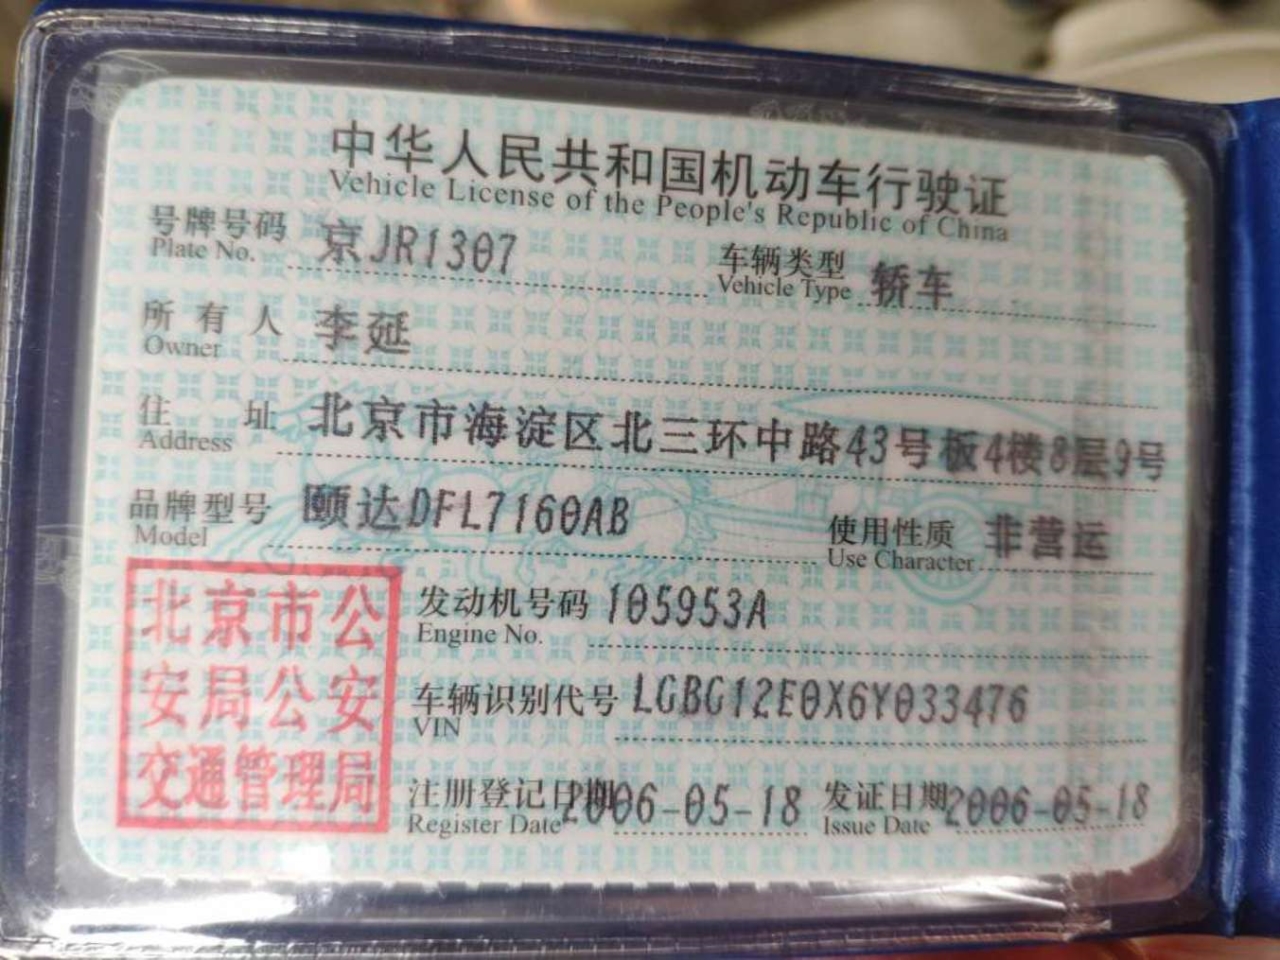 中华人民共和国机动车行驶证
Vehicle License of the People's Republic of China
号牌号码 京JR1307 车辆类型 轿车
Plate No. Vehicle Type
所有人 李延
Owner
住址 北京市海淀区北三环中路43号板4楼8层9号
Address
品牌型号 颐达DFL7160AB 使用性质 非营运
Model Use Character
北京市公
安局公安
交通管理局
发动机号码 105953A
Engine No.
车辆识别代号 LGBG12E0X6Y033476
VIN
注册登记日期 2006-05-18 发证日期 2006-05-18
Register Date Issue Date